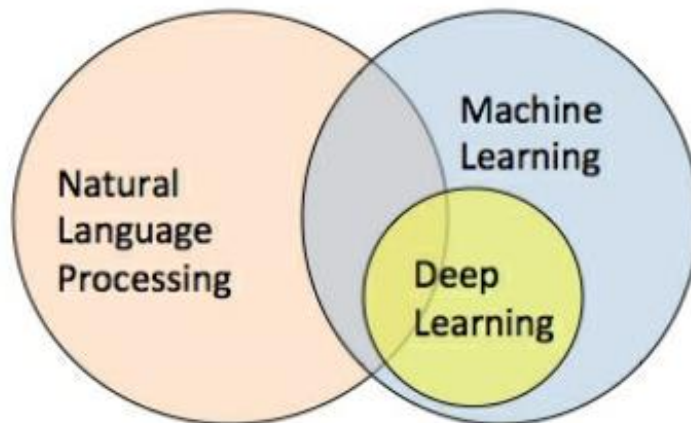 Natural
Language
Processing
Machine
Learning
Deep
Learning